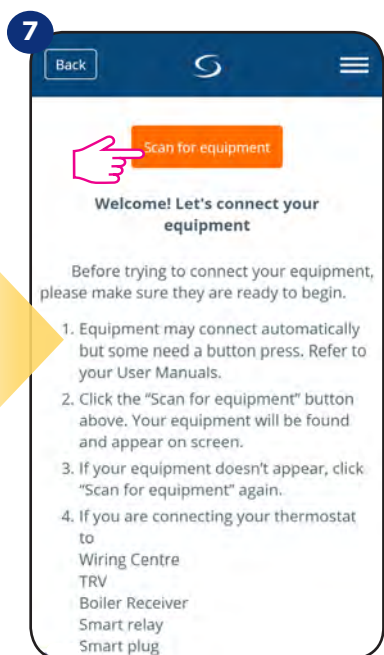 7
Back
Scan for equipment
Welcome! Let's connect your
equipment
Before trying to connect your equipment,
please make sure they are ready to begin.
1. Equipment may connect automatically
but some need a button press. Refer to
your User Manuals.
2. Click the “Scan for equipment” button
above. Your equipment will be found
and appear on screen.
3. If your equipment doesn’t appear, click
“Scan for equipment” again.
4. If you are connecting your thermostat
to
Wiring Centre
TRV
Boiler Receiver
Smart relay
Smart plug